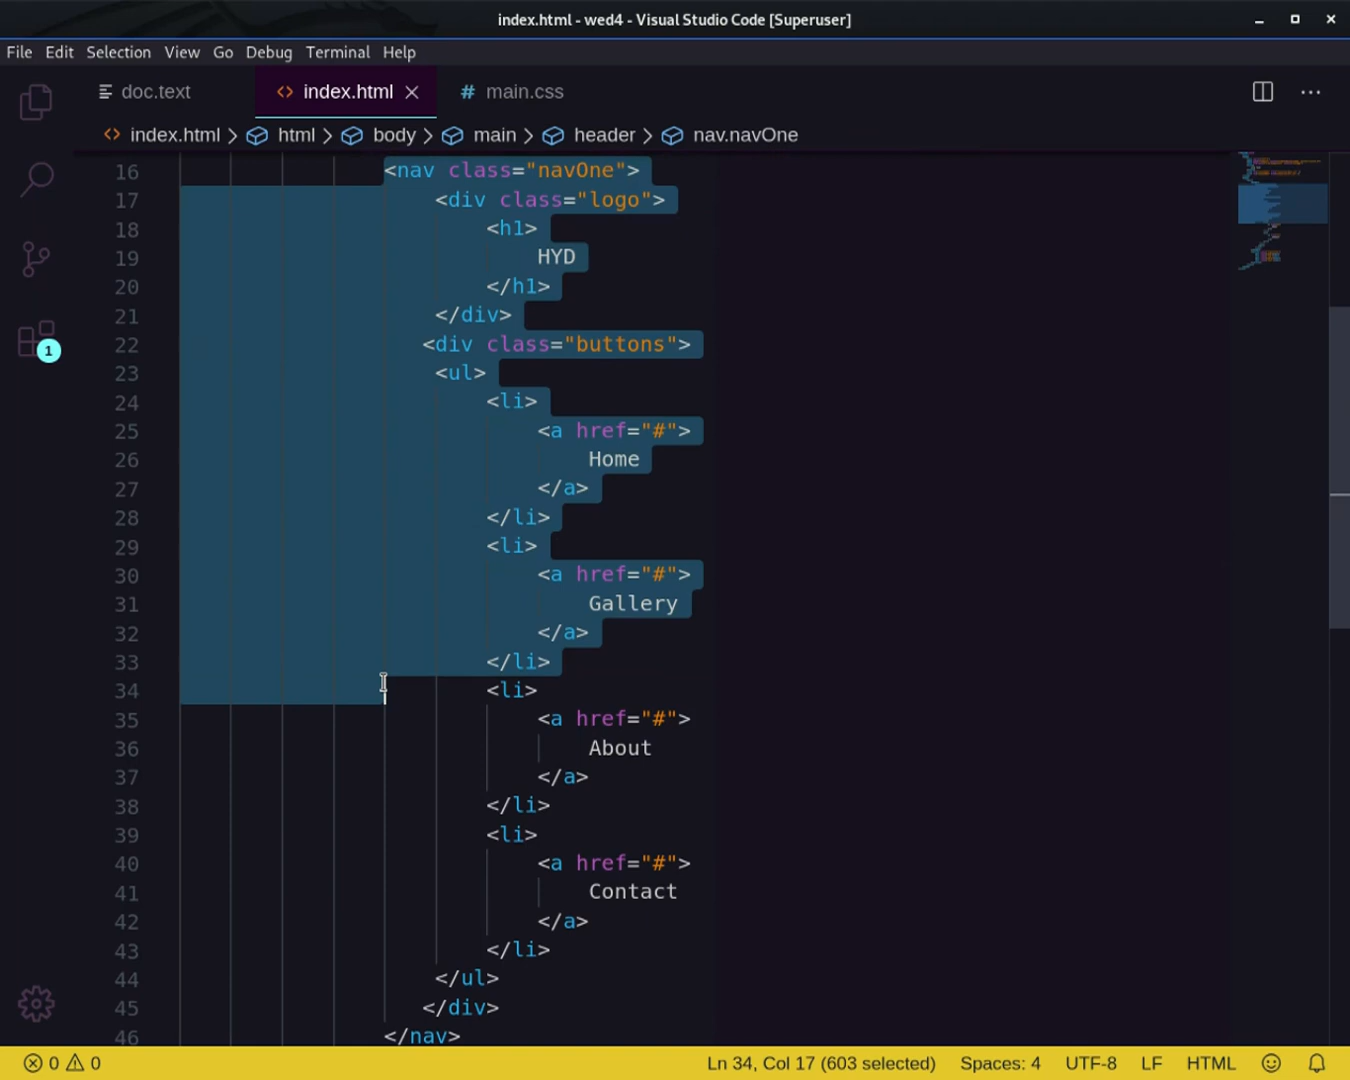 index.html - wed4 - Visual Studio Code [Superuser]
File Edit Selection View Go Debug Terminal Help
doc.text index.html main.css
index.html > html > body > main > header > nav.navOne
16 <nav class="navOne">
17 <div class="logo">
18 <h1>
19 HYD
20 </h1>
21 </div>
22 <div class="buttons">
23 <ul>
24 <li>
25 <a href="#">
26 Home
27 </a>
28 </li>
29 <li>
30 <a href="#">
31 Gallery
32 </a>
33 </li>
34 <li>
35 <a href="#">
36 About
37 </a>
38 </li>
39 <li>
40 <a href="#">
41 Contact
42 </a>
43 </li>
44 </ul>
45 </div>
46 </nav>
1
0 0 Ln 34, Col 17 (603 selected) Spaces: 4 UTF-8 LF HTML